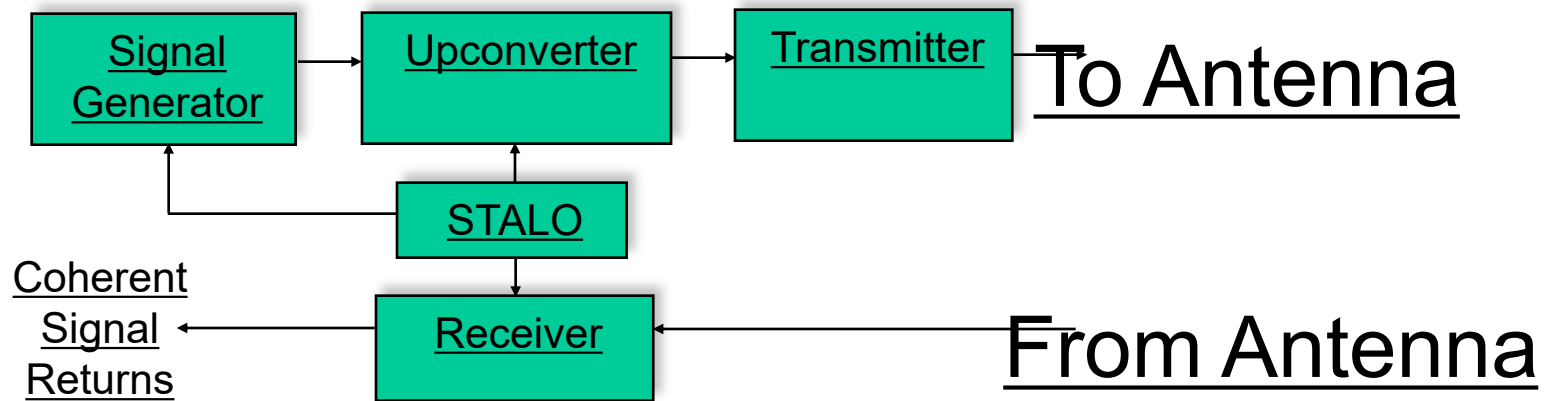 Signal
Generator
Upconverter
Transmitter
To Antenna
STALO
Coherent
Signal
Returns
Receiver
From Antenna